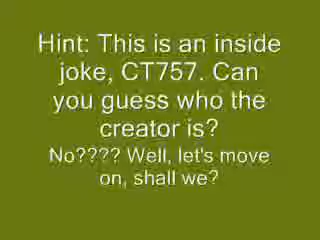 Hint: This is an inside
joke, CT757. Can
you guess who the
creator is?
No???? Well, let's move
on, shall we?